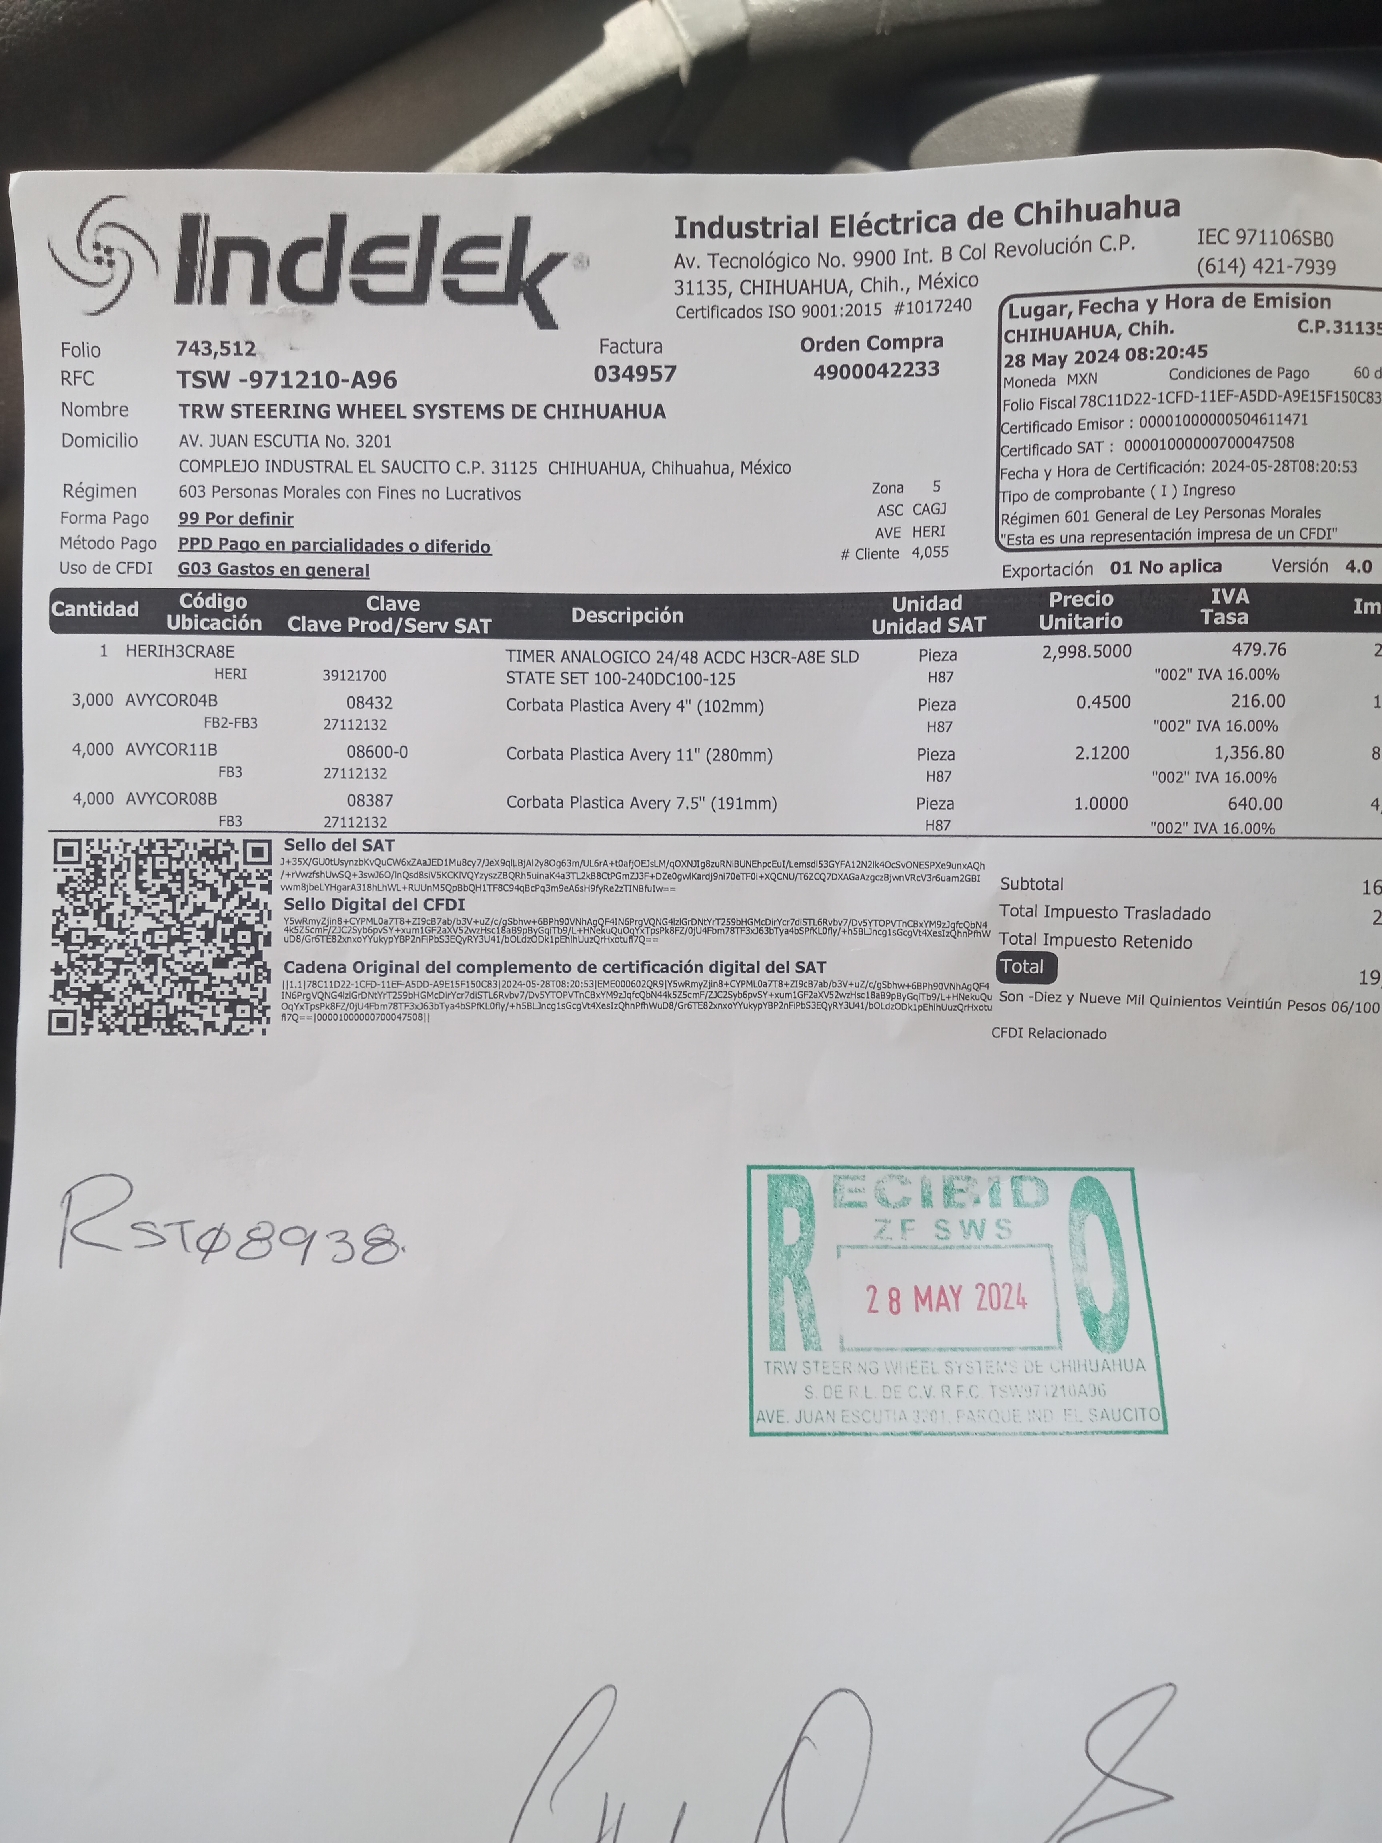 Indelek
Industrial Eléctrica de Chihuahua
Av. Tecnológico No. 9900 Int. B Col Revolución C.P.
31135, CHIHUAHUA, Chih., México
Certificados ISO 9001:2015 #1017240
IEC 971106SB0
(614) 421-7939
Folio 743,512
Factura
034957
Orden Compra
4900042233
RFC TSW -971210-A96
Nombre TRW STEERING WHEEL SYSTEMS DE CHIHUAHUA
Domicilio AV. JUAN ESCUTIA No. 3201
COMPLEJO INDUSTRAL EL SAUCITO C.P. 31125 CHIHUAHUA, Chihuahua, México
Régimen 603 Personas Morales con Fines no Lucrativos
Forma Pago 99 Por definir
Método Pago PPD Pago en parcialidades o diferido
Uso de CFDI G03 Gastos en general
Zona 5
ASC CAGJ
AVE HERI
# Cliente 4,055
Lugar, Fecha y Hora de Emision
CHIHUAHUA, Chih. C.P. 31135
28 May 2024 08:20:45
Moneda MXN Condiciones de Pago 60 d
Folio Fiscal 78C11D22-1CFD-11EF-A5DD-A9E15F150C83
Certificado Emisor : 00001000000504611471
Certificado SAT : 00001000000700047508
Fecha y Hora de Certificación: 2024-05-28T08:20:53
Tipo de comprobante ( I ) Ingreso
Régimen 601 General de Ley Personas Morales
"Esta es una representación impresa de un CFDI"
Exportación 01 No aplica Versión 4.0
Cantidad Código Clave Descripción Unidad Precio IVA Im
Ubicación Clave Prod/Serv SAT Unidad SAT Unitario Tasa
1 HERIH3CRA8E TIMER ANALOGICO 24/48 ACDC H3CR-A8E SLD Pieza 2,998.5000 479.76 2
HERI 39121700 STATE SET 100-240DC100-125 H87 "002" IVA 16.00%
3,000 AVYCOR04B 08432 Corbata Plastica Avery 4" (102mm) Pieza 0.4500 216.00 1
FB2-FB3 27112132 H87 "002" IVA 16.00%
4,000 AVYCOR11B 08600-0 Corbata Plastica Avery 11" (280mm) Pieza 2.1200 1,356.80 8
FB3 27112132 H87 "002" IVA 16.00%
4,000 AVYCOR08B 08387 Corbata Plastica Avery 7.5" (191mm) Pieza 1.0000 640.00 4,
FB3 27112132 H87 "002" IVA 16.00%
Sello del SAT
Sello Digital del CFDI
Cadena Original del complemento de certificación digital del SAT
Subtotal 16
Total Impuesto Trasladado 2
Total Impuesto Retenido
Total 19,
Son -Diez y Nueve Mil Quinientos Veintiún Pesos 06/100
CFDI Relacionado
RSTØ8938.
RECIBIDO
ZF SWS
28 MAY 2024
TRW STEERING WHEEL SYSTEMS DE CHIHUAHUA
S. DE R.L. DE C.V. R.F.C. TSW971210A96
AVE. JUAN ESCUTIA 3201. PARQUE IND. EL SAUCITO